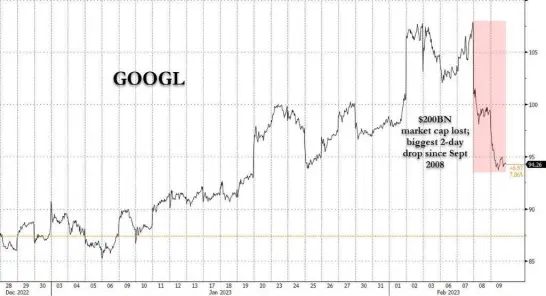 GOOGL
$200BN
market cap lost;
biggest 2-day
drop since Sept
2008
105
100
95
94.26
7.86%
90
85
28 29 30 03 04 05 06 09 10 11 12 13 17 18 19 20 23 24 25 26 27 30 31 01 02 03 06 07 08 09
Dec 2022 Jan 2023 Feb 2023